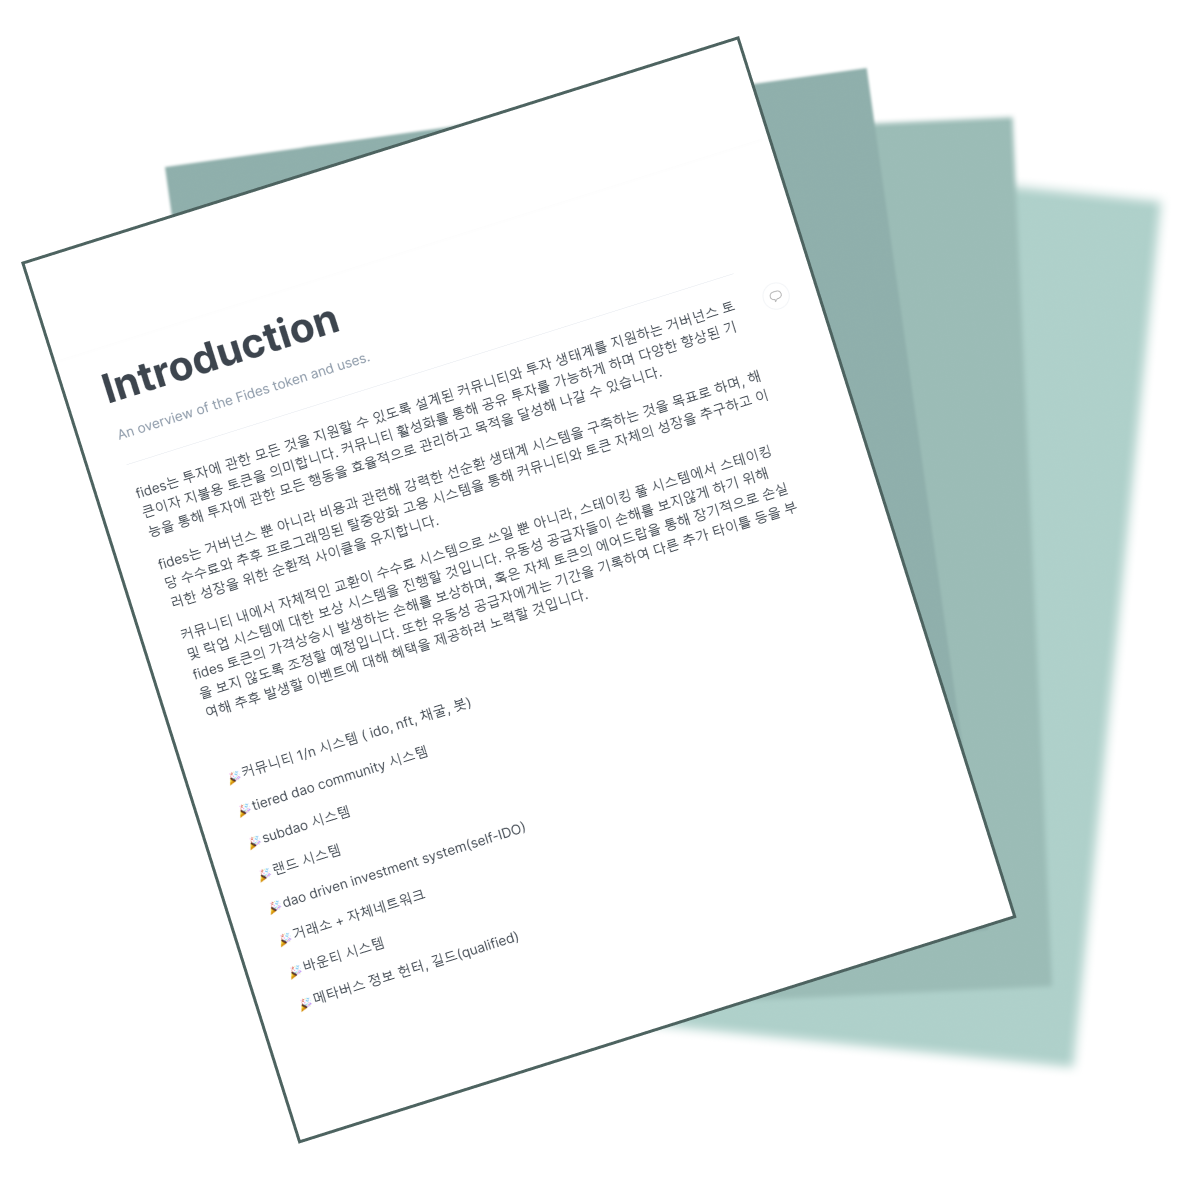 Introduction
An overview of the Fides token and uses.
fides는 투자에 관한 모든 것을 지원할 수 있도록 설계된 커뮤니티와 투자 생태계를 지원하는 거버넌스 토
큰이자 지불용 토큰을 의미합니다. 커뮤니티 활성화를 통해 공유 투자를 가능하게 하며 다양한 향상된 기
능을 통해 투자에 관한 모든 행동을 효율적으로 관리하고 목적을 달성해 나갈 수 있습니다.
fides는 거버넌스 뿐 아니라 비용과 관련해 강력한 선순환 생태계 시스템을 구축하는 것을 목표로 하며, 해
당 수수료와 추후 프로그래밍된 탈중앙화 고용 시스템을 통해 커뮤니티와 토큰 자체의 성장을 추구하고 이
러한 성장을 위한 순환적 사이클을 유지합니다.
커뮤니티 내에서 자체적인 교환이 수수료 시스템으로 쓰일 뿐 아니라, 스테이킹 풀 시스템에서 스테이킹
및 락업 시스템에 대한 보상 시스템을 진행할 것입니다. 유동성 공급자들이 손해를 보지않게 하기 위해
fides 토큰의 가격상승시 발생하는 손해를 보상하며, 혹은 자체 토큰의 에어드랍을 통해 장기적으로 손실
을 보지 않도록 조정할 예정입니다. 또한 유동성 공급자에게는 기간을 기록하여 다른 추가 타이틀 등을 부
여해 추후 발생할 이벤트에 대해 혜택을 제공하려 노력할 것입니다.
🎉커뮤니티 1/n 시스템 ( ido, nft, 채굴, 봇)
🎉tiered dao community 시스템
🎉subdao 시스템
🎉랜드 시스템
🎉dao driven investment system(self-IDO)
🎉거래소 + 자체네트워크
🎉바운티 시스템
🎉메타버스 정보 헌터, 길드(qualified)